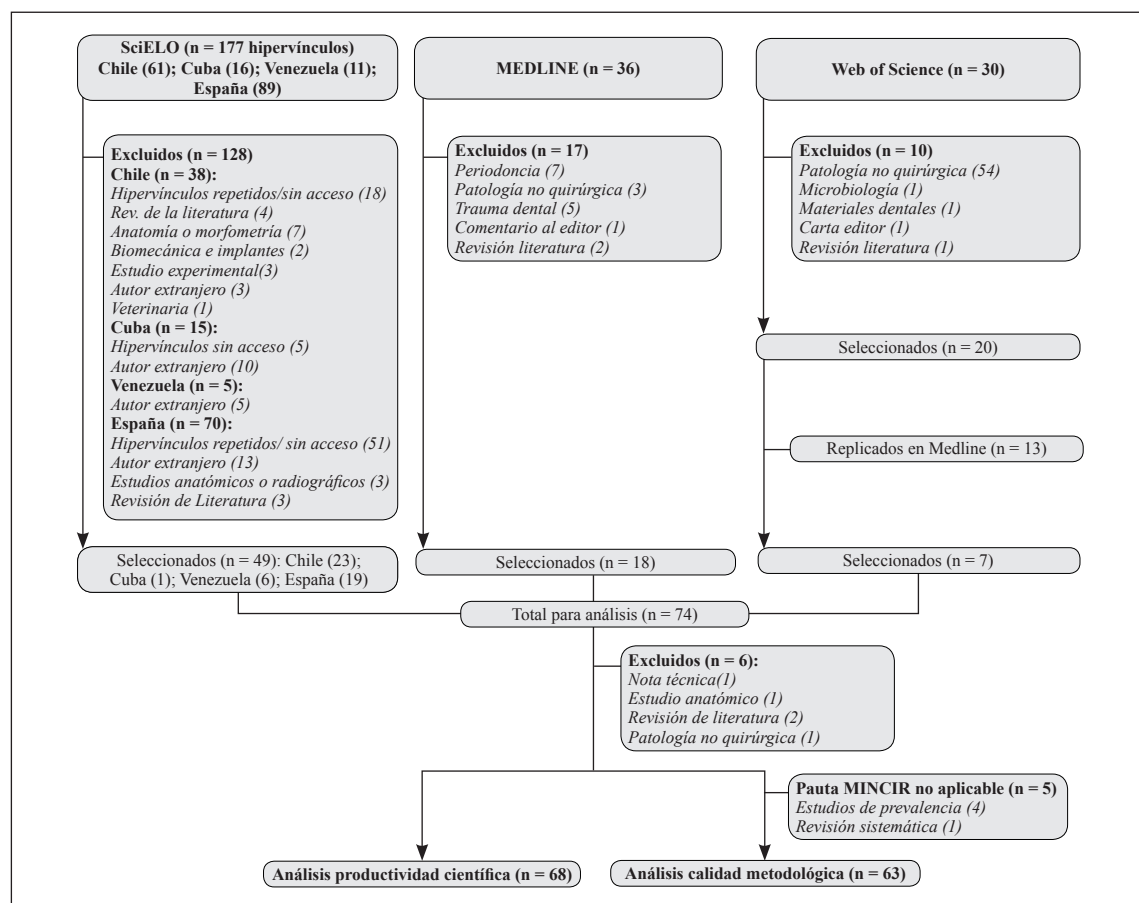 SciELO (n = 177 hipervínculos)
Chile (61); Cuba (16); Venezuela (11);
España (89)
Excluidos (n = 128)
Chile (n = 38):
Hipervínculos repetidos/sin acceso (18)
Rev. de la literatura (4)
Anatomía o morfometría (7)
Biomecánica e implantes (2)
Estudio experimental(3)
Autor extranjero (3)
Veterinaria (1)
Cuba (n = 15):
Hipervínculos sin acceso (5)
Autor extranjero (10)
Venezuela (n = 5):
Autor extranjero (5)
España (n = 70):
Hipervínculos repetidos/ sin acceso (51)
Autor extranjero (13)
Estudios anatómicos o radiográficos (3)
Revisión de Literatura (3)
Seleccionados (n = 49): Chile (23);
Cuba (1); Venezuela (6); España (19)
MEDLINE (n = 36)
Excluidos (n = 17)
Periodoncia (7)
Patología no quirúrgica (3)
Trauma dental (5)
Comentario al editor (1)
Revisión literatura (2)
Seleccionados (n = 18)
Web of Science (n = 30)
Excluidos (n = 10)
Patología no quirúrgica (54)
Microbiología (1)
Materiales dentales (1)
Carta editor (1)
Revisión literatura (1)
Seleccionados (n = 20)
Replicados en Medline (n = 13)
Seleccionados (n = 7)
Total para análisis (n = 74)
Excluidos (n = 6):
Nota técnica(1)
Estudio anatómico (1)
Revisión de literatura (2)
Patología no quirúrgica (1)
Pauta MINCIR no aplicable (n = 5)
Estudios de prevalencia (4)
Revisión sistemática (1)
Análisis productividad científica (n = 68)
Análisis calidad metodológica (n = 63)